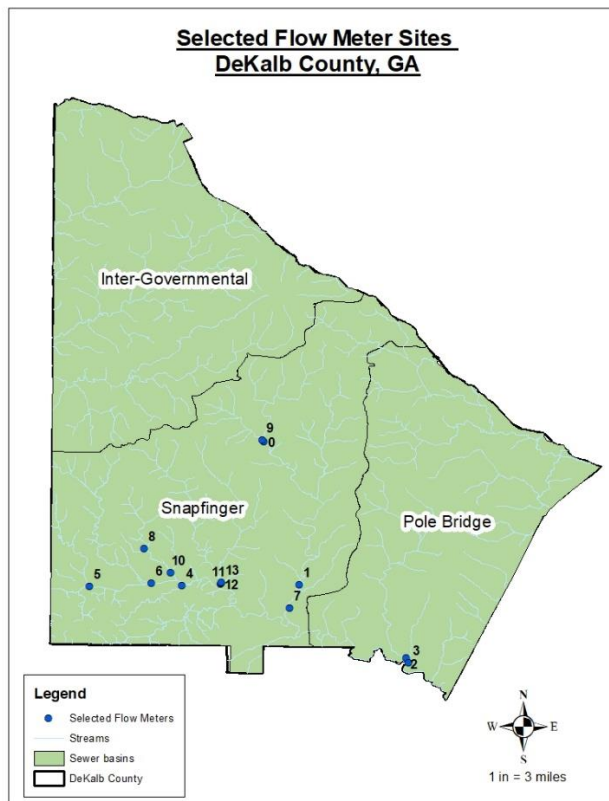 Selected Flow Meter Sites
DeKalb County, GA
Inter-Governmental
9
0
Snapfinger
Pole Bridge
8
10
11 13
5
6
4
12
1
7
3
2
Legend
Selected Flow Meters
Streams
Sewer basins
DeKalb County
N
W E
S
1 in = 3 miles